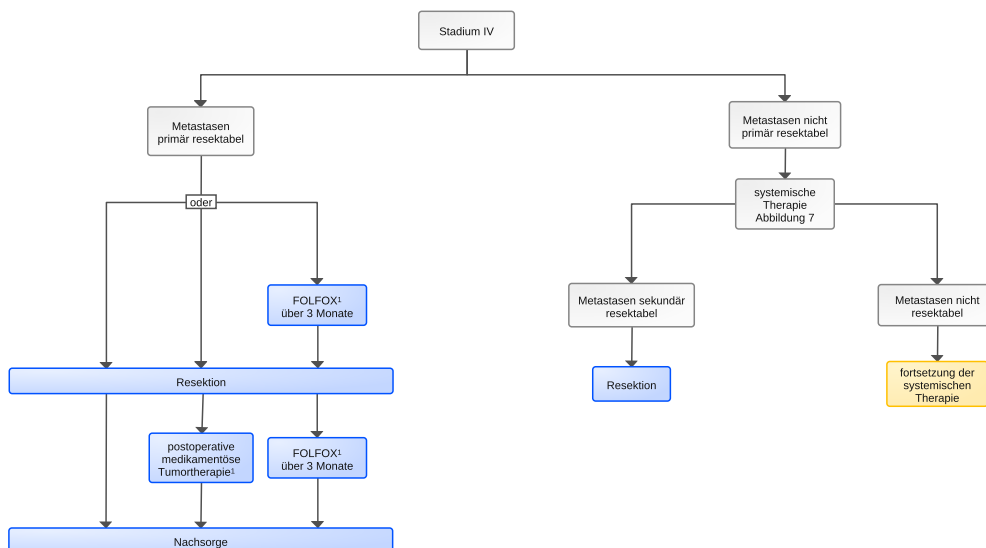 Stadium IV
Metastasen
primär resektabel
Metastasen nicht
primär resektabel
oder
systemische
Therapie
Abbildung 7
FOLFOX¹
über 3 Monate
Metastasen sekundär
resektabel
Metastasen nicht
resektabel
Resektion
Resektion
fortsetzung der
systemischen
Therapie
postoperative
medikamentöse
Tumortherapie¹
FOLFOX¹
über 3 Monate
Nachsorge